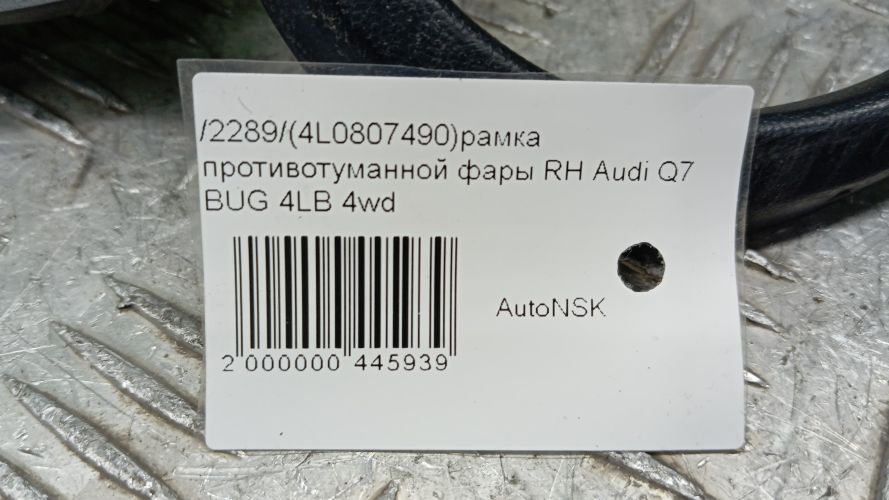 /2289/(4L0807490)рамка
противотуманной фары RH Audi Q7
BUG 4LB 4wd
AutoNSK
2 000000 445939